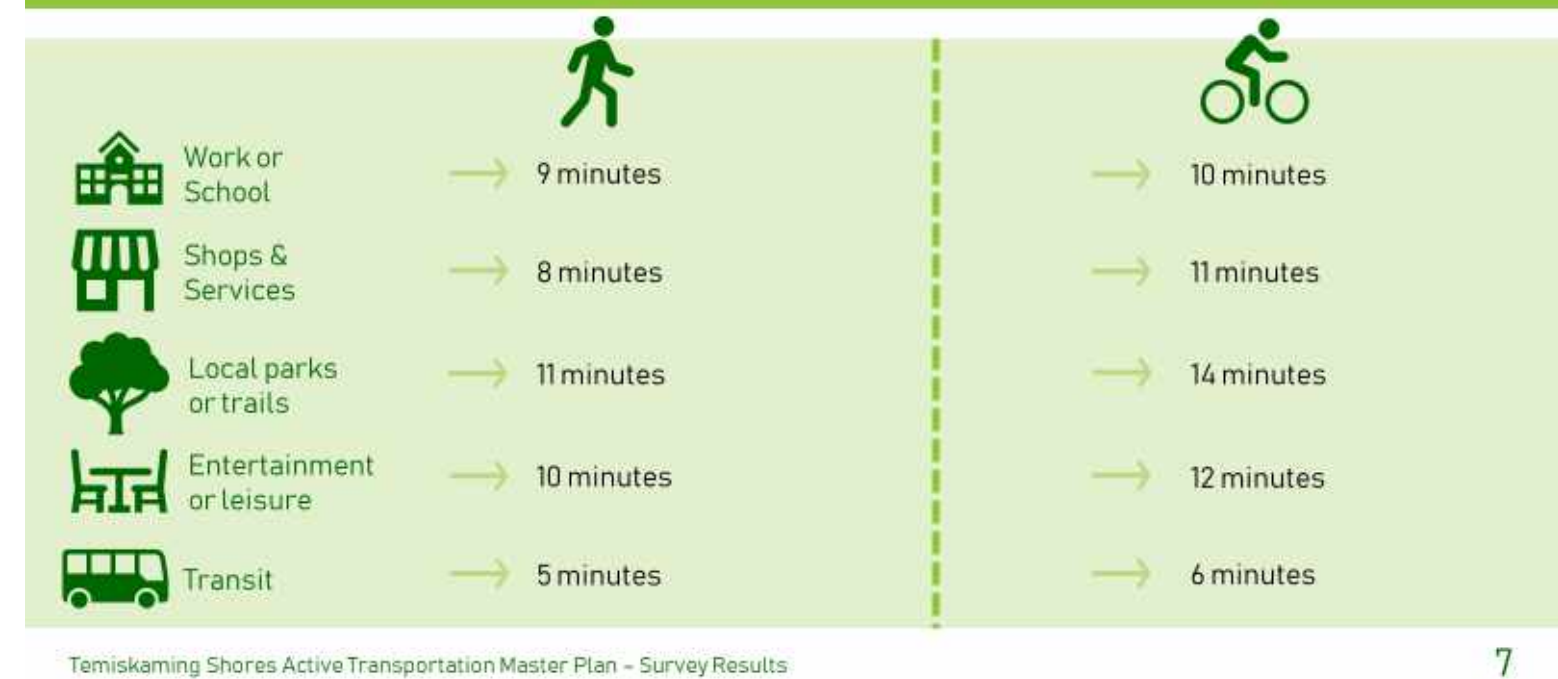 Work or
School
9 minutes
10 minutes
Shops &
Services
8 minutes
11 minutes
Local parks
or trails
11 minutes
14 minutes
Entertainment
or leisure
10 minutes
12 minutes
Transit
5 minutes
6 minutes
Temiskaming Shores Active Transportation Master Plan – Survey Results
7